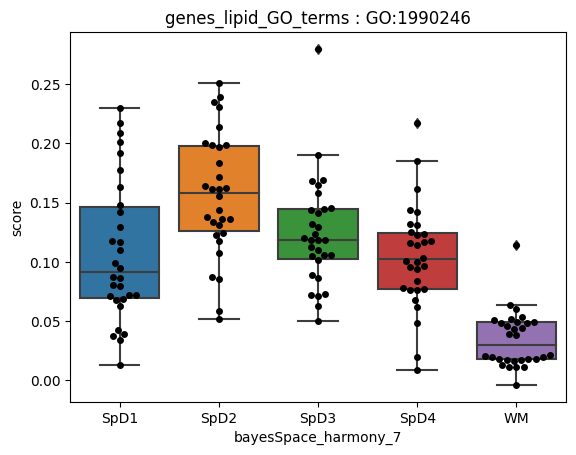 genes_lipid_GO_terms : GO:1990246
score
0.25
0.20
0.15
0.10
0.05
0.00
SpD1 SpD2 SpD3 SpD4 WM
bayesSpace_harmony_7